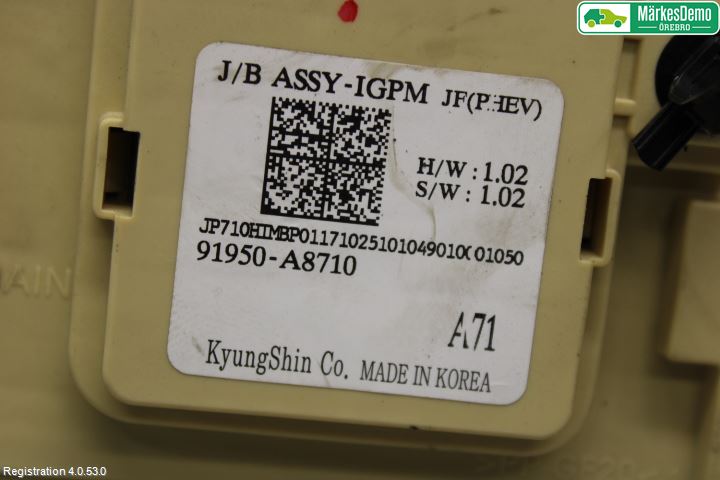 MärkesDemo
ÖREBRO
J/B ASSY-IGPM JF(PHEV)
H/W : 1.02
S/W : 1.02
91950-A8710
A71
KyungShin Co. MADE IN KOREA
Registration 4.0.53.0